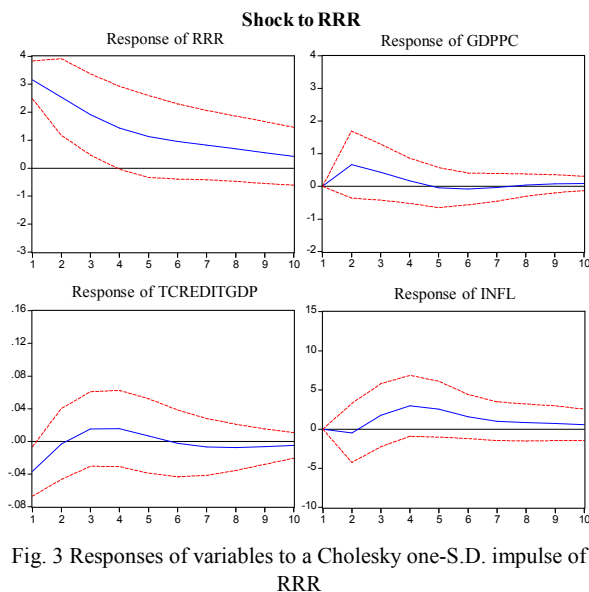 Shock to RRR
Response of RRR
Response of GDPPC
4
3
2
1
0
-1
-2
-3
1 2 3 4 5 6 7 8 9 10
4
3
2
1
0
-1
-2
1 2 3 4 5 6 7 8 9 10
Response of TCREDITGDP
Response of INFL
.16
.12
.08
.04
.00
-.04
-.08
1 2 3 4 5 6 7 8 9 10
15
10
5
0
-5
-10
1 2 3 4 5 6 7 8 9 10
Fig. 3 Responses of variables to a Cholesky one-S.D. impulse of
RRR